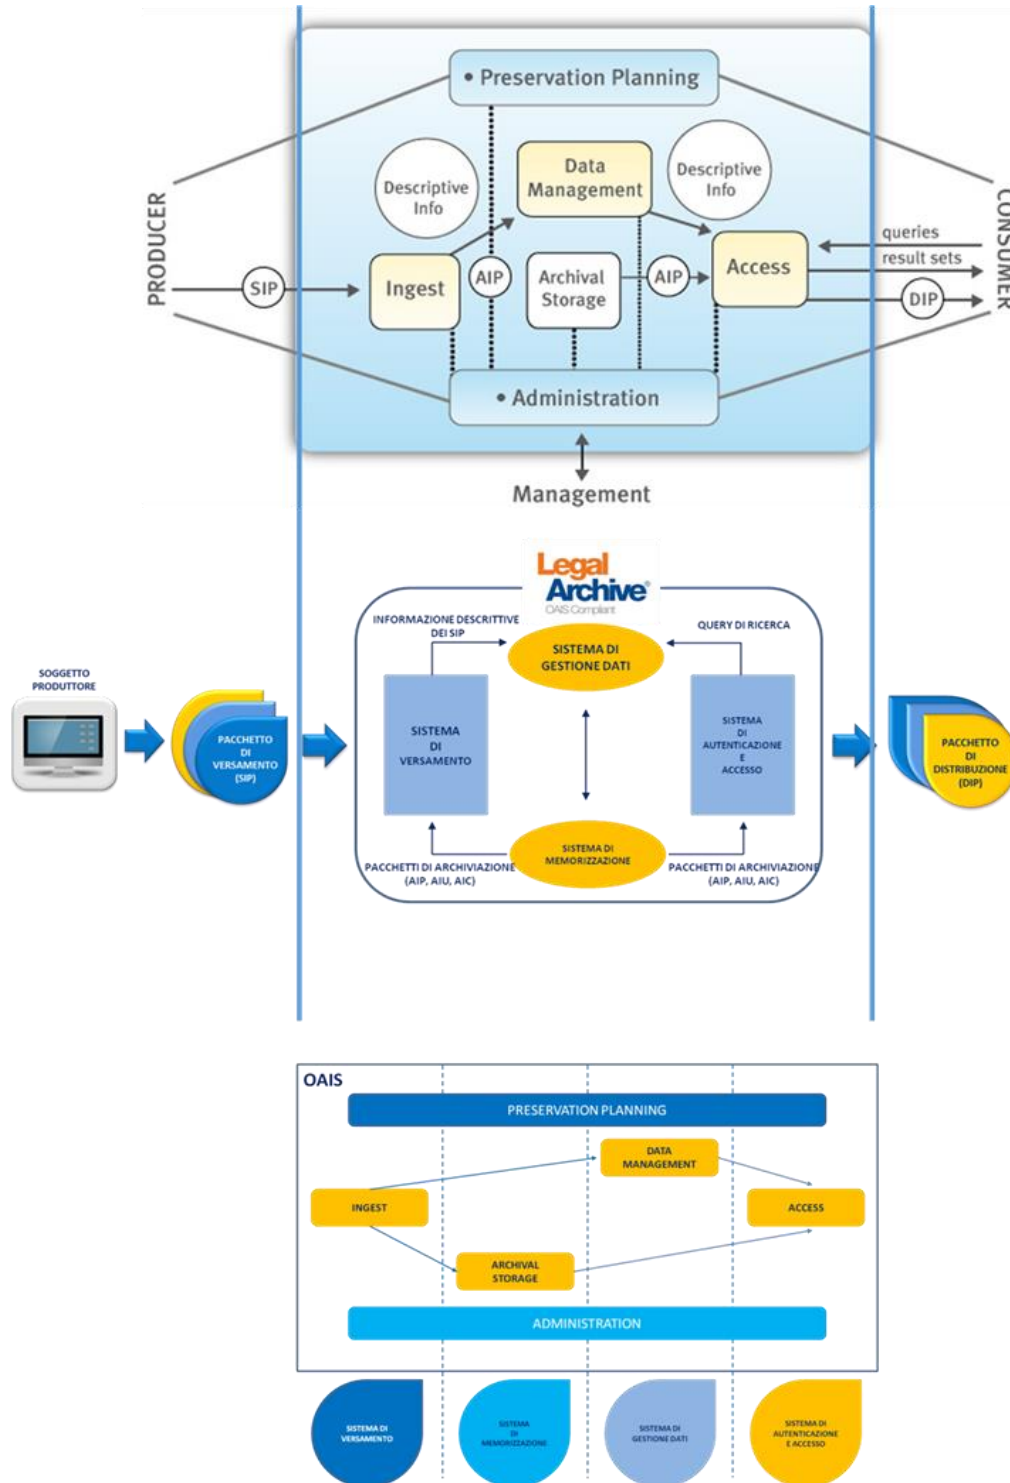 • Preservation Planning
Data
Management
Descriptive
Info
Descriptive
Info
PRODUCER
CONSUMER
queries
result sets
SIP
Ingest
AIP
Archival
Storage
AIP
Access
DIP
• Administration
Management
Legal
Archive®
OAIS Compliant
INFORMAZIONE DESCRITTIVE
DEI SIP
QUERY DI RICERCA
SISTEMA DI
GESTIONE DATI
SOGGETTO
PRODUTTORE
PACCHETTO
DI
VERSAMENTO
(SIP)
SISTEMA
DI
VERSAMENTO
SISTEMA
DI
AUTENTICAZIONE
E
ACCESSO
PACCHETTO
DI
DISTRIBUZIONE
(DIP)
SISTEMA DI
MEMORIZZAZIONE
PACCHETTI DI ARCHIVIAZIONE
(AIP, AIU, AIC)
PACCHETTI DI ARCHIVIAZIONE
(AIP, AIU, AIC)
OAIS
PRESERVATION PLANNING
DATA
MANAGEMENT
INGEST
ACCESS
ARCHIVAL
STORAGE
ADMINISTRATION
SISTEMA DI
VERSAMENTO
SISTEMA
DI
MEMORIZZAZIONE
SISTEMA DI
GESTIONE DATI
SISTEMA DI
AUTENTICAZIONE
E ACCESSO